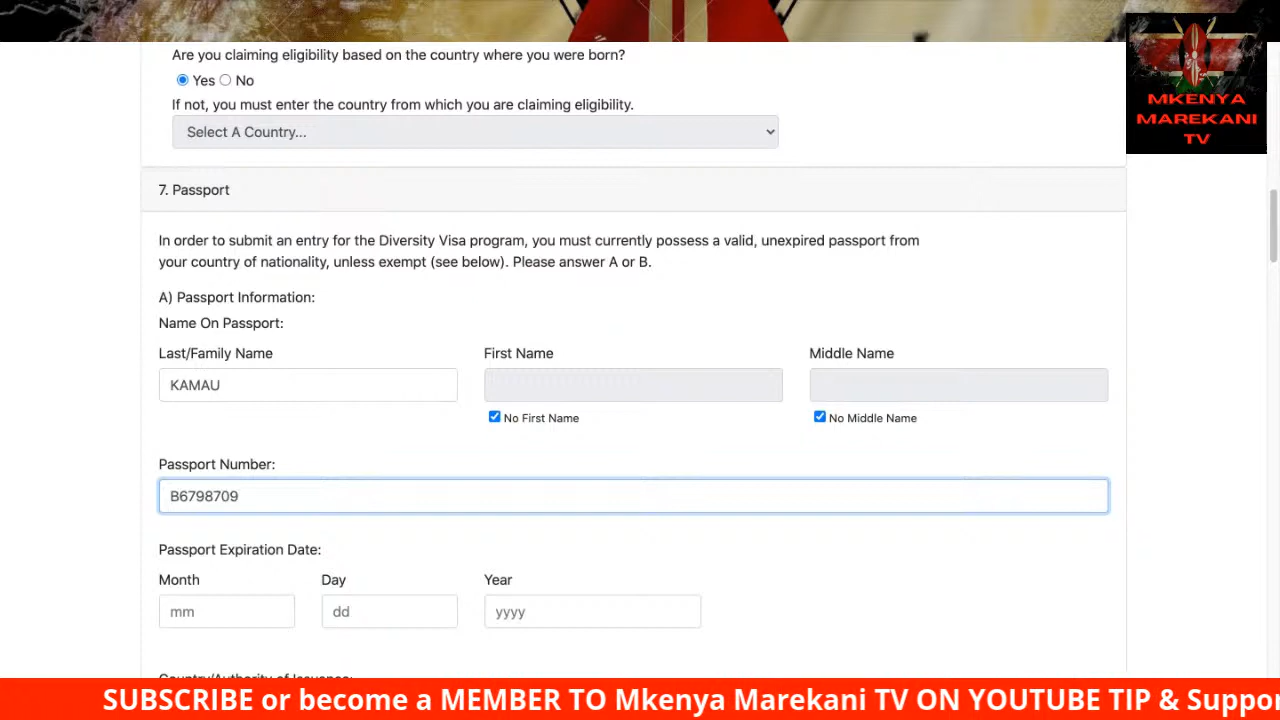 Are you claiming eligibility based on the country where you were born?
Yes No
If not, you must enter the country from which you are claiming eligibility.
Select A Country...
MKENYA
MAREKANI
TV
7. Passport
In order to submit an entry for the Diversity Visa program, you must currently possess a valid, unexpired passport from
your country of nationality, unless exempt (see below). Please answer A or B.
A) Passport Information:
Name On Passport:
Last/Family Name First Name Middle Name
KAMAU
No First Name No Middle Name
Passport Number:
B6798709
Passport Expiration Date:
Month Day Year
mm dd yyyy
Country/Authority of Issuance:
SUBSCRIBE or become a MEMBER TO Mkenya Marekani TV ON YOUTUBE TIP & Suppor